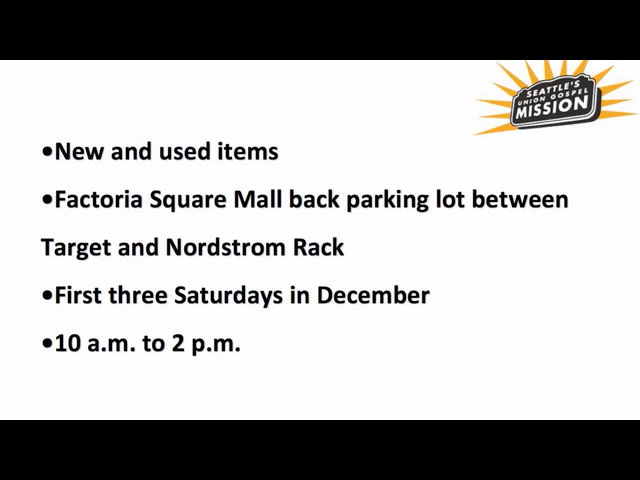 SEATTLE'S
UNION GOSPEL
MISSION
•New and used items
•Factoria Square Mall back parking lot between
Target and Nordstrom Rack
•First three Saturdays in December
•10 a.m. to 2 p.m.